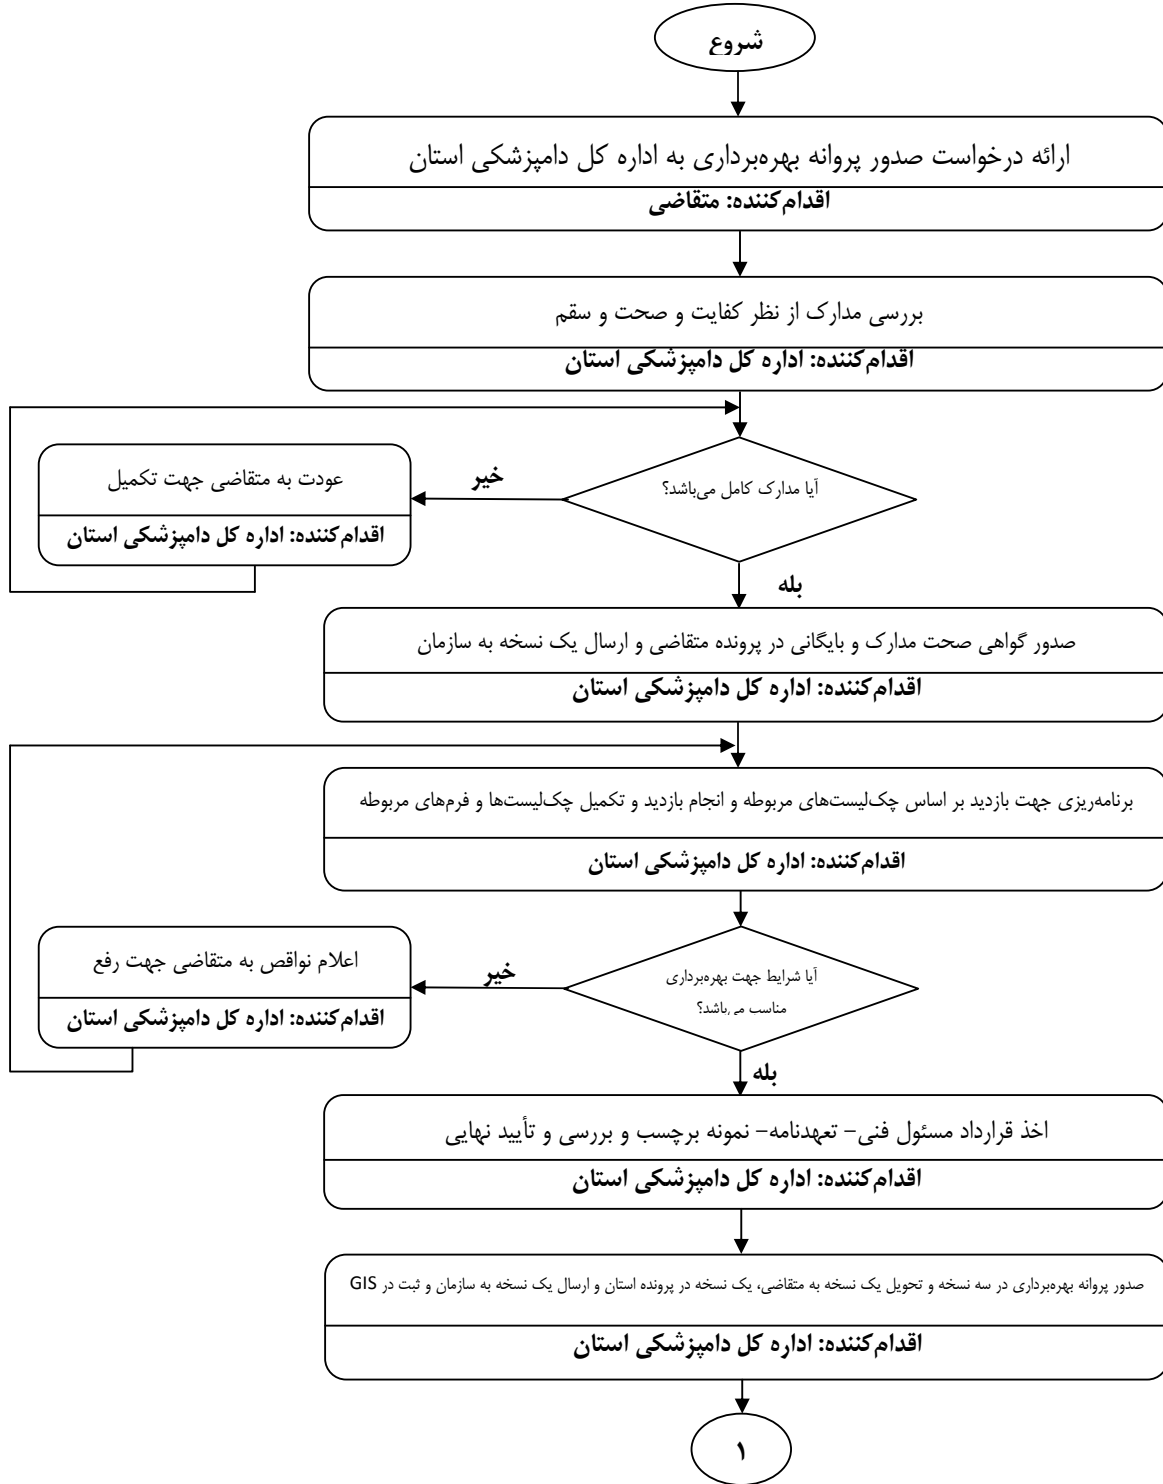 شروع
ارائه درخواست صدور پروانه بهره‌برداری به اداره کل دامپزشکی استان
اقدام‌کننده: متقاضی
بررسی مدارک از نظر کفایت و صحت و سقم
اقدام‌کننده: اداره کل دامپزشکی استان
آیا مدارک کامل می‌باشد؟
خیر
عودت به متقاضی جهت تکمیل
اقدام‌کننده: اداره کل دامپزشکی استان
بله
صدور گواهی صحت مدارک و بایگانی در پرونده متقاضی و ارسال یک نسخه به سازمان
اقدام‌کننده: اداره کل دامپزشکی استان
برنامه‌ریزی جهت بازدید بر اساس چک‌لیست‌های مربوطه و انجام بازدید و تکمیل چک‌لیست‌ها و فرم‌های مربوطه
اقدام‌کننده: اداره کل دامپزشکی استان
آیا شرایط جهت بهره‌برداری
مناسب می‌باشد؟
خیر
اعلام نواقص به متقاضی جهت رفع
اقدام‌کننده: اداره کل دامپزشکی استان
بله
اخذ قرارداد مسئول فنی– تعهدنامه– نمونه برچسب و بررسی و تأیید نهایی
اقدام‌کننده: اداره کل دامپزشکی استان
صدور پروانه بهره‌برداری در سه نسخه و تحویل یک نسخه به متقاضی، یک نسخه در پرونده استان و ارسال یک نسخه به سازمان و ثبت در GIS
اقدام‌کننده: اداره کل دامپزشکی استان
۱